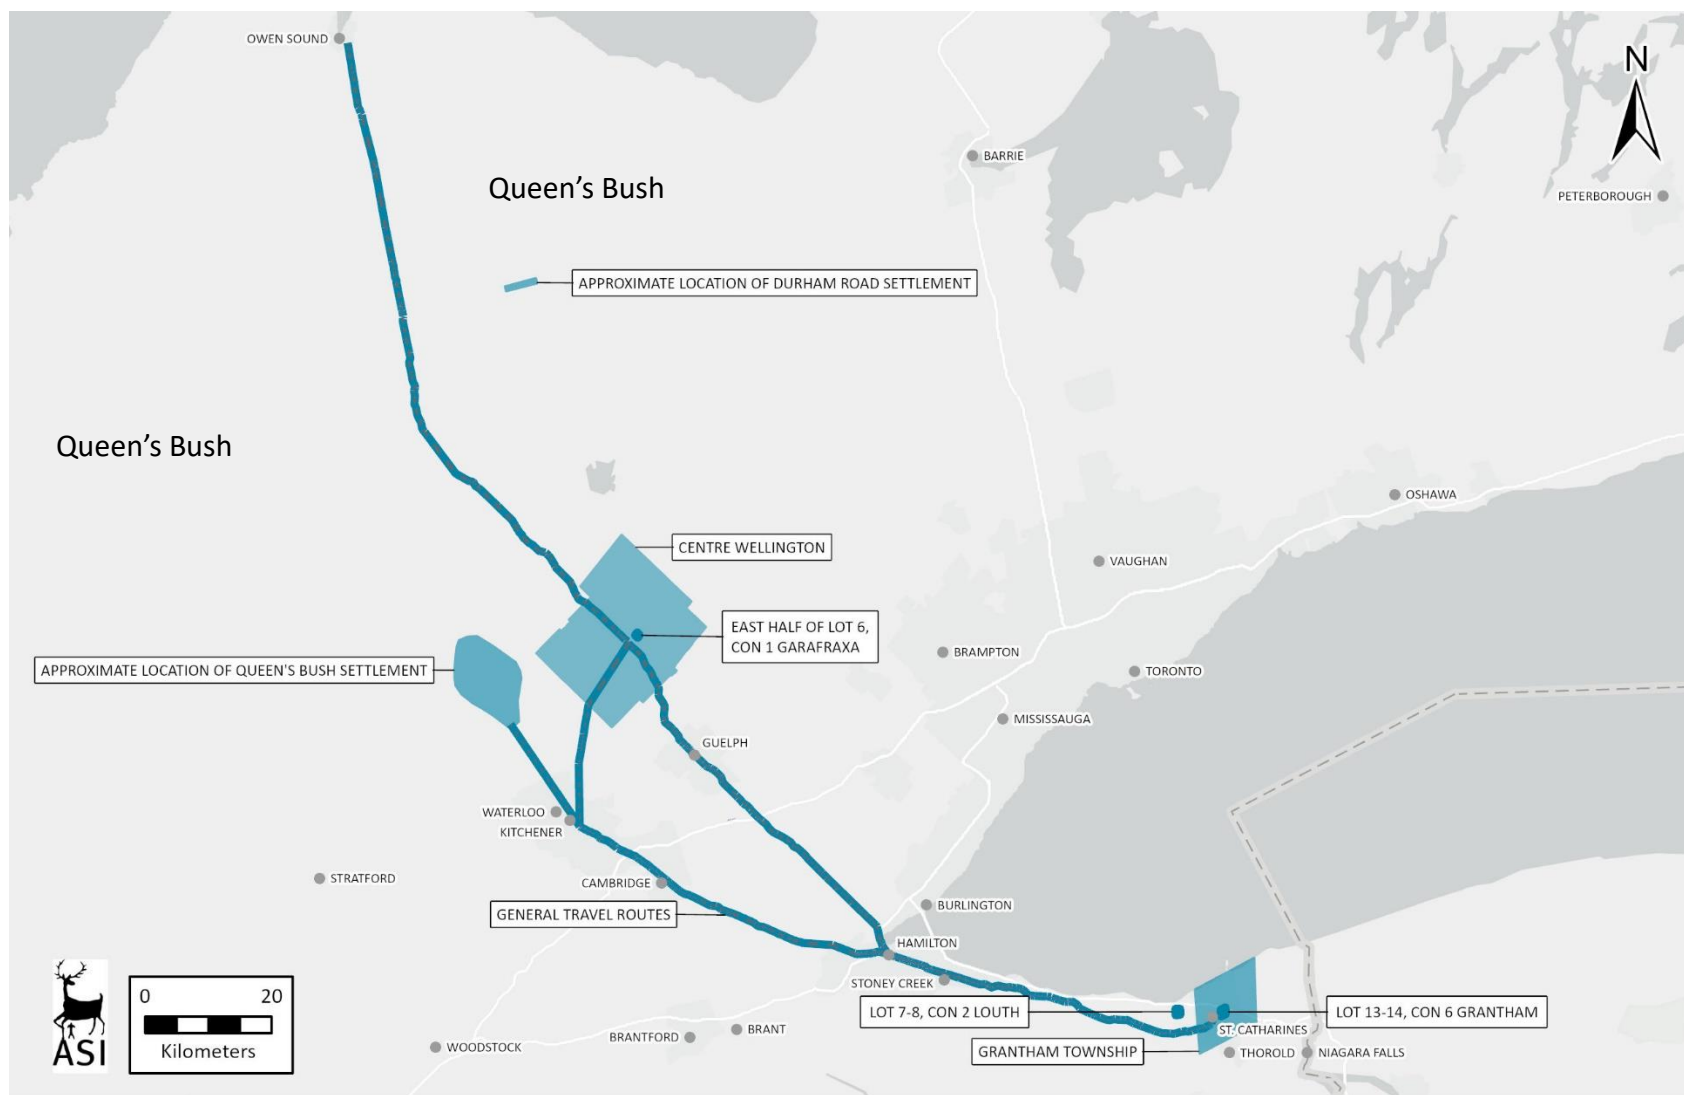 OWEN SOUND
N
BARRIE
Queen's Bush
PETERBOROUGH
APPROXIMATE LOCATION OF DURHAM ROAD SETTLEMENT
Queen's Bush
OSHAWA
CENTRE WELLINGTON
VAUGHAN
EAST HALF OF LOT 6,
CON 1 GARAFRAXA
BRAMPTON
APPROXIMATE LOCATION OF QUEEN'S BUSH SETTLEMENT
TORONTO
MISSISSAUGA
GUELPH
WATERLOO
KITCHENER
STRATFORD
CAMBRIDGE
BURLINGTON
GENERAL TRAVEL ROUTES
HAMILTON
STONEY CREEK
0 20
Kilometers
ASI
LOT 7-8, CON 2 LOUTH
LOT 13-14, CON 6 GRANTHAM
ST. CATHARINES
BRANT
BRANTFORD
WOODSTOCK
GRANTHAM TOWNSHIP
THOROLD
NIAGARA FALLS